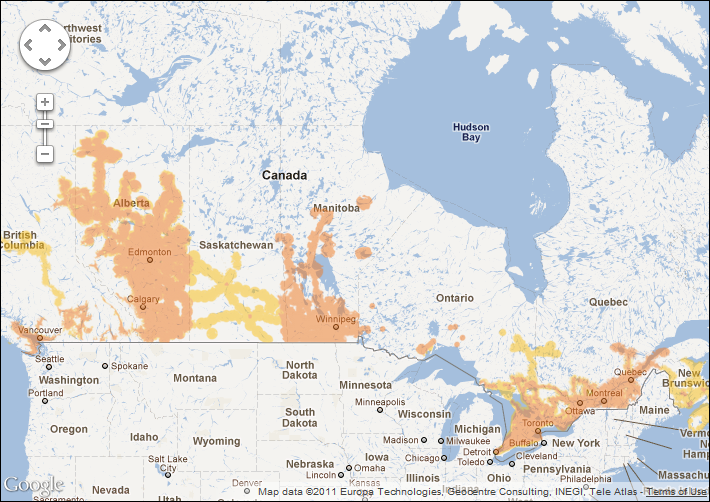 Northwest
Territories
Hudson
Bay
Canada
Alberta
Manitoba
British
Columbia
Saskatchewan
Edmonton
Calgary
Ontario
Quebec
Winnipeg
Vancouver
Seattle
Washington
Spokane
Portland
Montana
North
Dakota
Minnesota
Quebec
New
Brunswick
Montréal
Ottawa
Maine
Oregon
Idaho
Wyoming
South
Dakota
Minneapolis
Wisconsin
Michigan
Toronto
Buffalo
New York
Madison
Milwaukee
Detroit
Chicago
Toledo
Cleveland
Salt Lake
City
Nebraska
Iowa
Omaha
Lincoln
Illinois
Ohio
Pennsylvania
Philadelphia
Nevada
Utah
Denver
Google
Map data ©2011 Europa Technologies, Geocentre Consulting, INEGI, Tele Atlas - Terms of Use